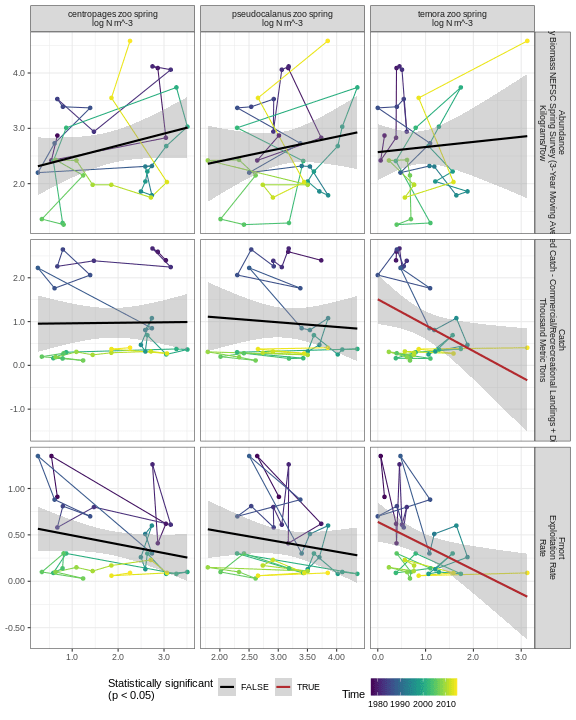 centropages zoo spring
log N m^-3
pseudocalanus zoo spring
log N m^-3
temora zoo spring
log N m^-3
4.0
3.0
2.0
Abundance
y Biomass NEFSC Spring Survey (3-Year Moving Ave
Kilograms/Tow
2.0
1.0
0.0
-1.0
Catch
ed Catch - Commercial/Recreational Landings + D
Thousand Metric Tons
1.00
0.50
0.00
-0.50
Fmort
Exploitation Rate
Rate
1.0 2.0 3.0
2.00 2.50 3.00 3.50 4.00
0.0 1.0 2.0 3.0
Statistically significant
(p < 0.05)
FALSE TRUE
Time
1980 1990 2000 2010